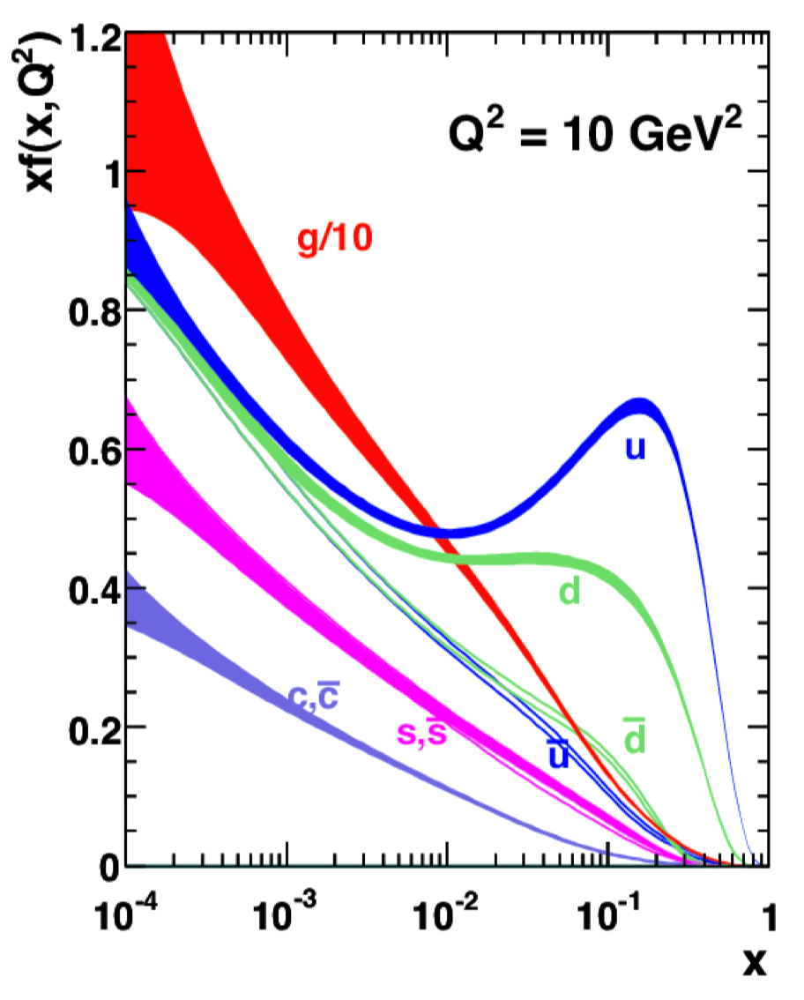 xf(x,Q²)
1.2
1
0.8
0.6
0.4
0.2
0
Q² = 10 GeV²
g/10
u
d
c,c̄
s,s̄
ū
d̄
10⁻⁴ 10⁻³ 10⁻² 10⁻¹ 1
x